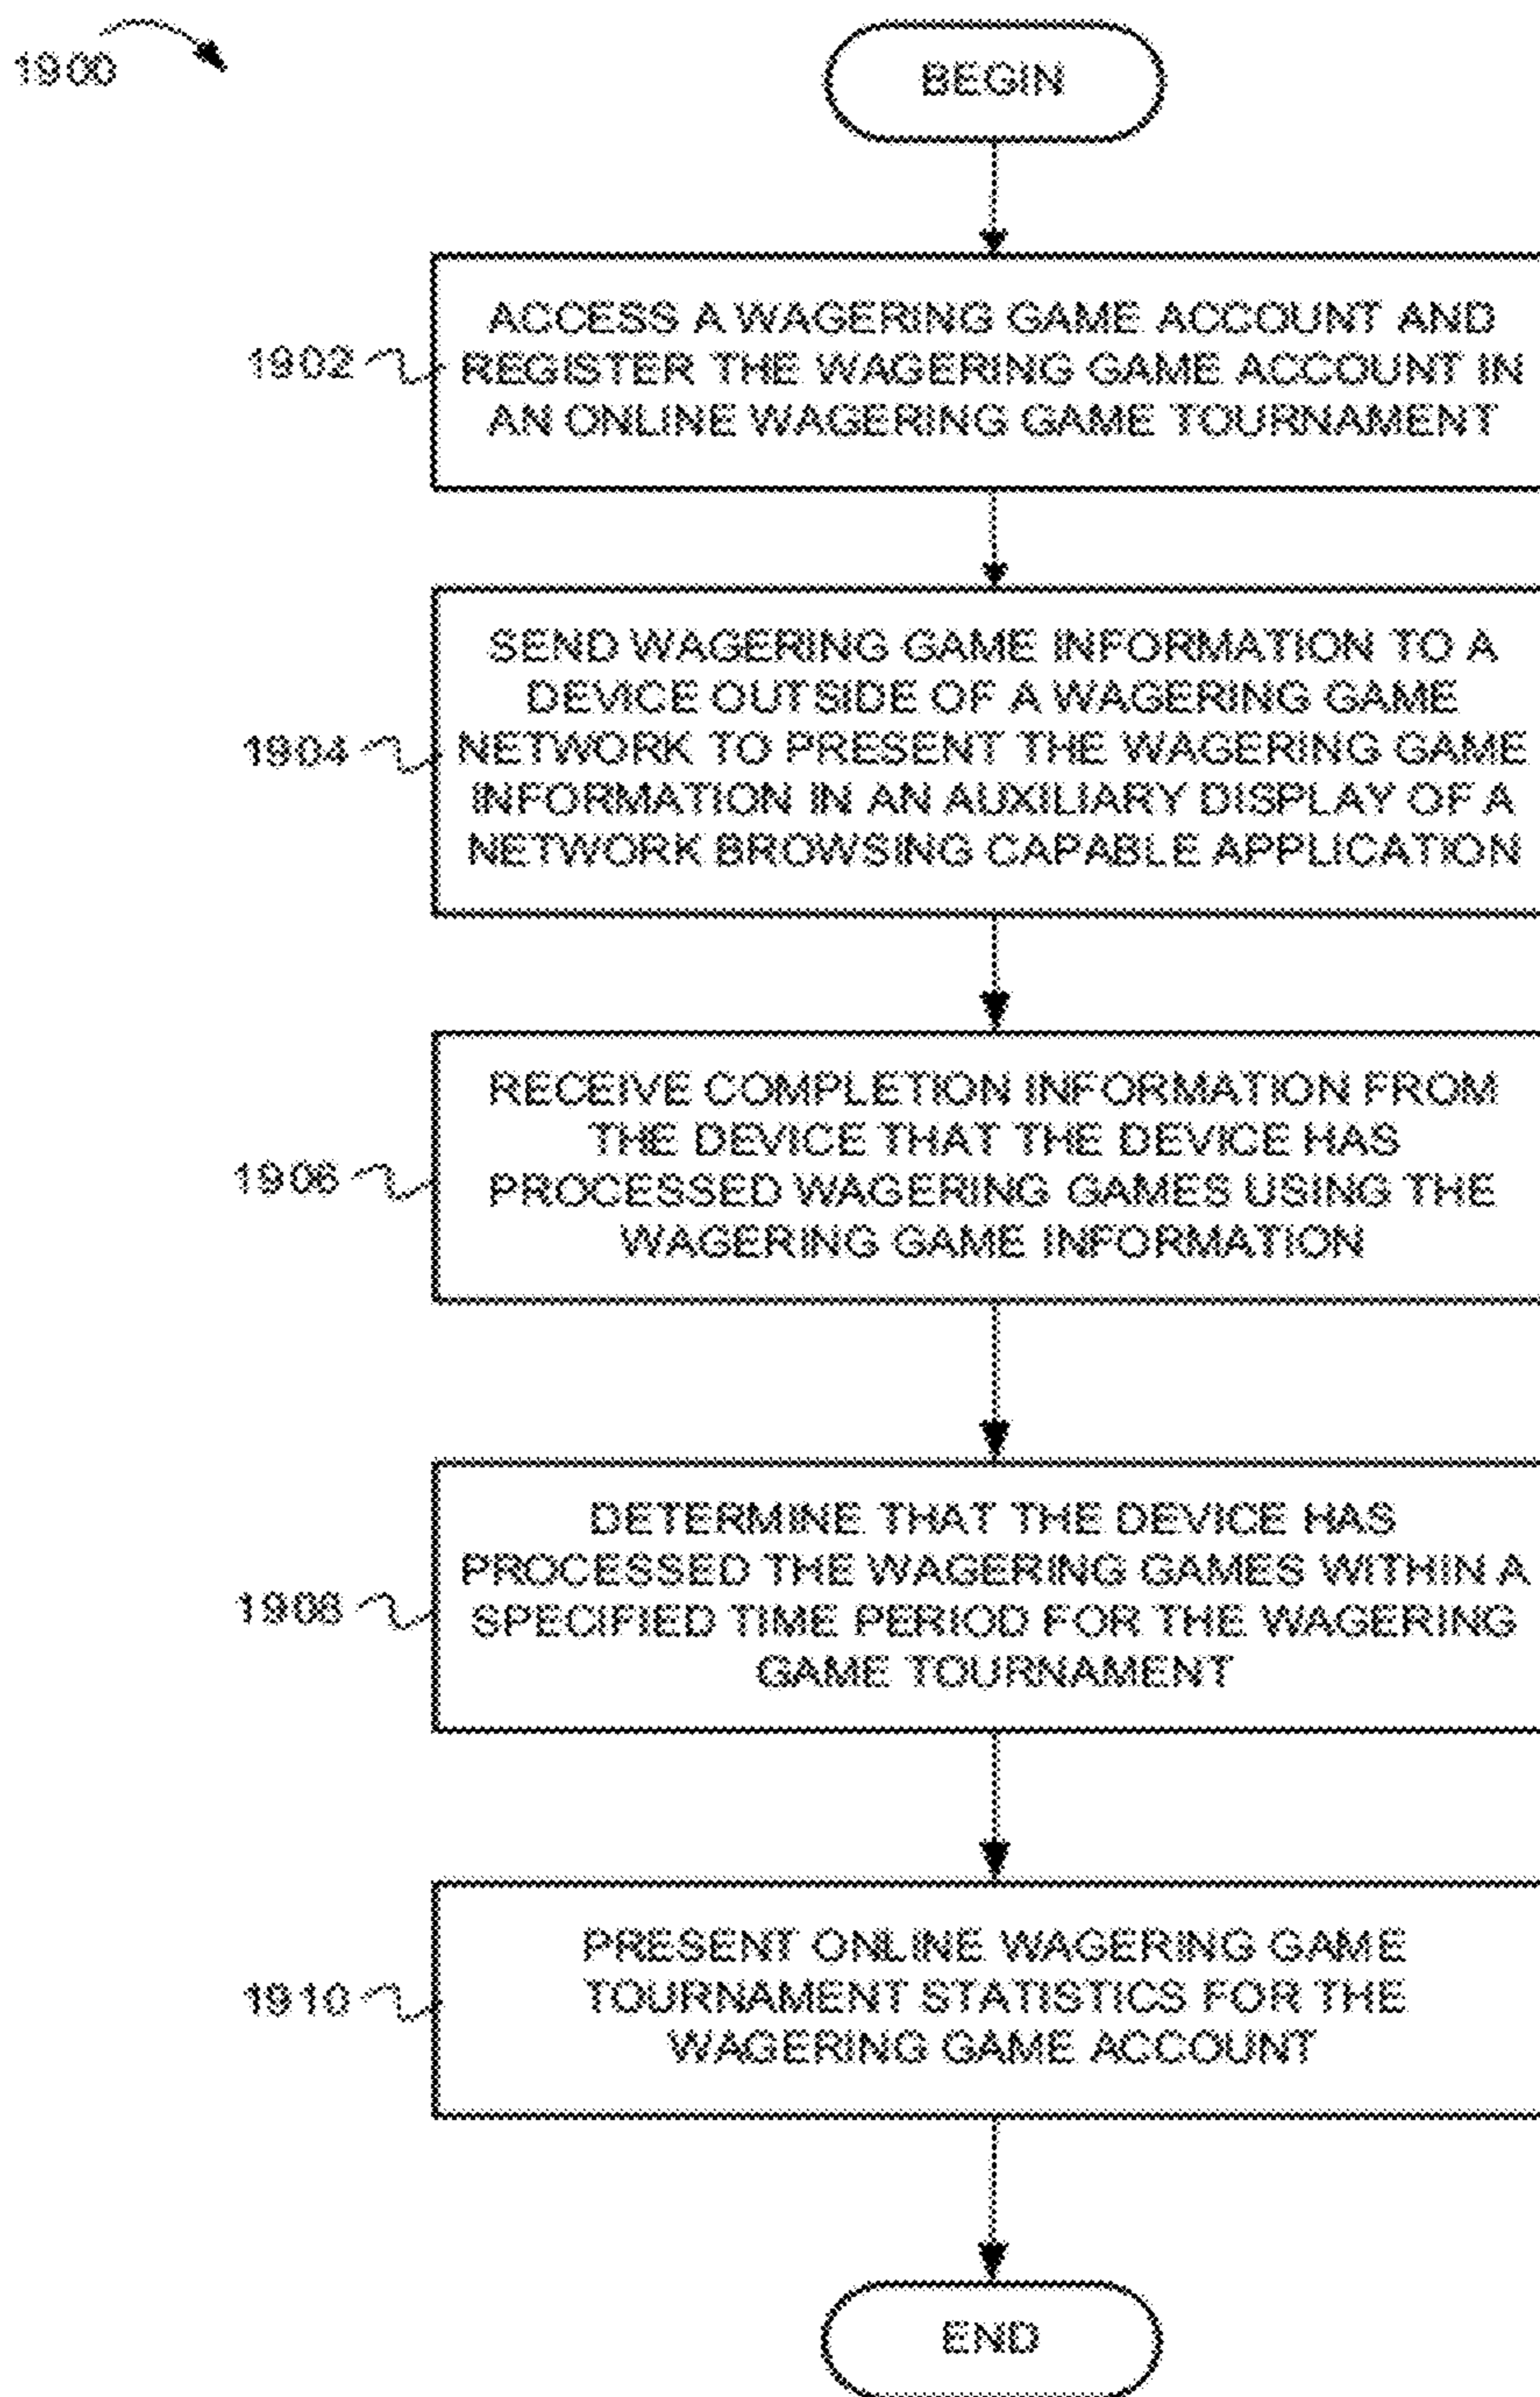 1900
BEGIN
1902
ACCESS A WAGERING GAME ACCOUNT AND
REGISTER THE WAGERING GAME ACCOUNT IN
AN ONLINE WAGERING GAME TOURNAMENT
1904
SEND WAGERING GAME INFORMATION TO A
DEVICE OUTSIDE OF A WAGERING GAME
NETWORK TO PRESENT THE WAGERING GAME
INFORMATION IN AN AUXILIARY DISPLAY OF A
NETWORK BROWSING CAPABLE APPLICATION
1906
RECEIVE COMPLETION INFORMATION FROM
THE DEVICE THAT THE DEVICE HAS
PROCESSED WAGERING GAMES USING THE
WAGERING GAME INFORMATION
1908
DETERMINE THAT THE DEVICE HAS
PROCESSED THE WAGERING GAMES WITHIN A
SPECIFIED TIME PERIOD FOR THE WAGERING
GAME TOURNAMENT
1910
PRESENT ONLINE WAGERING GAME
TOURNAMENT STATISTICS FOR THE
WAGERING GAME ACCOUNT
END